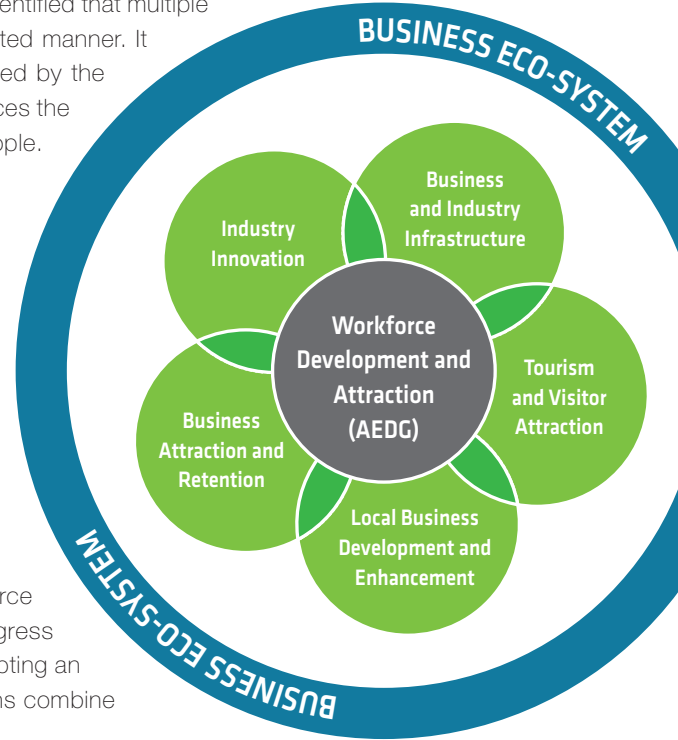 entified that multiple
ted manner. It
ed by the
ces the
ople.
BUSINESS ECO-SYSTEM
Business
and Industry
Infrastructure
Industry
Innovation
Workforce
Development and
Attraction
(AEDG)
Tourism
and Visitor
Attraction
Business
Attraction and
Retention
Local Business
Development and
Enhancement
BUSINESS ECO-SYSTEM
rce
gress
oting an
ns combine